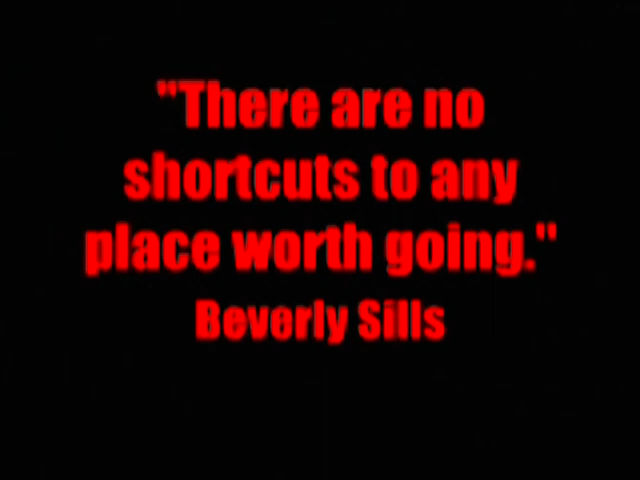 "There are no
shortcuts to any
place worth going."
Beverly Sills